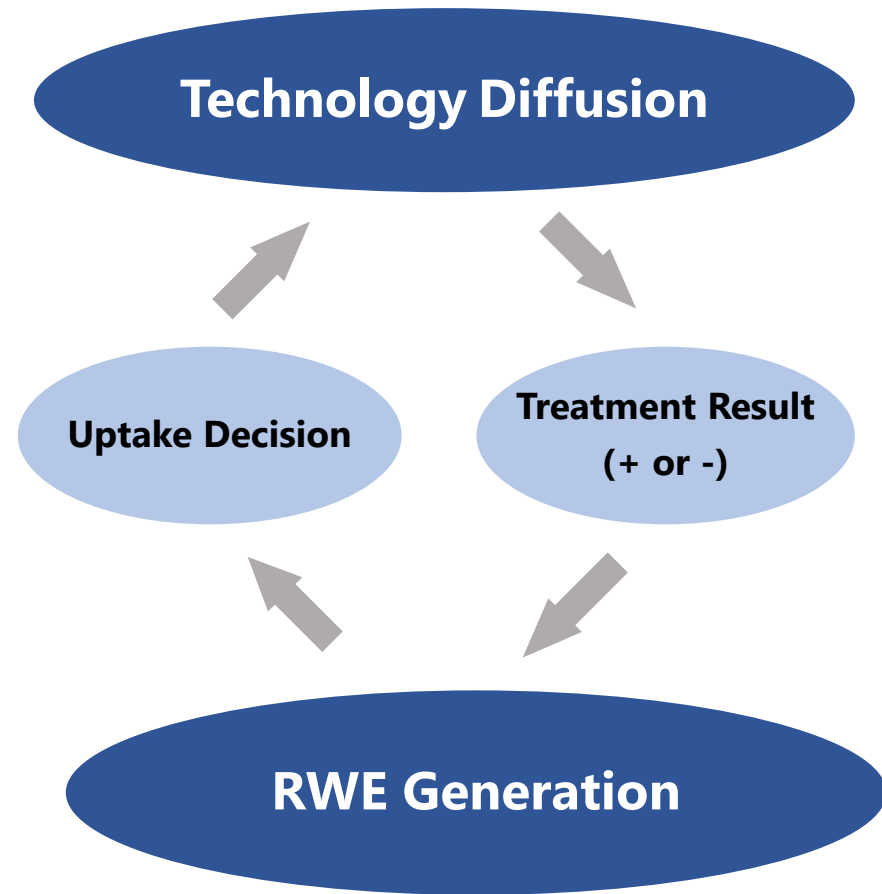 Technology Diffusion
Uptake Decision
Treatment Result
(+ or -)
RWE Generation